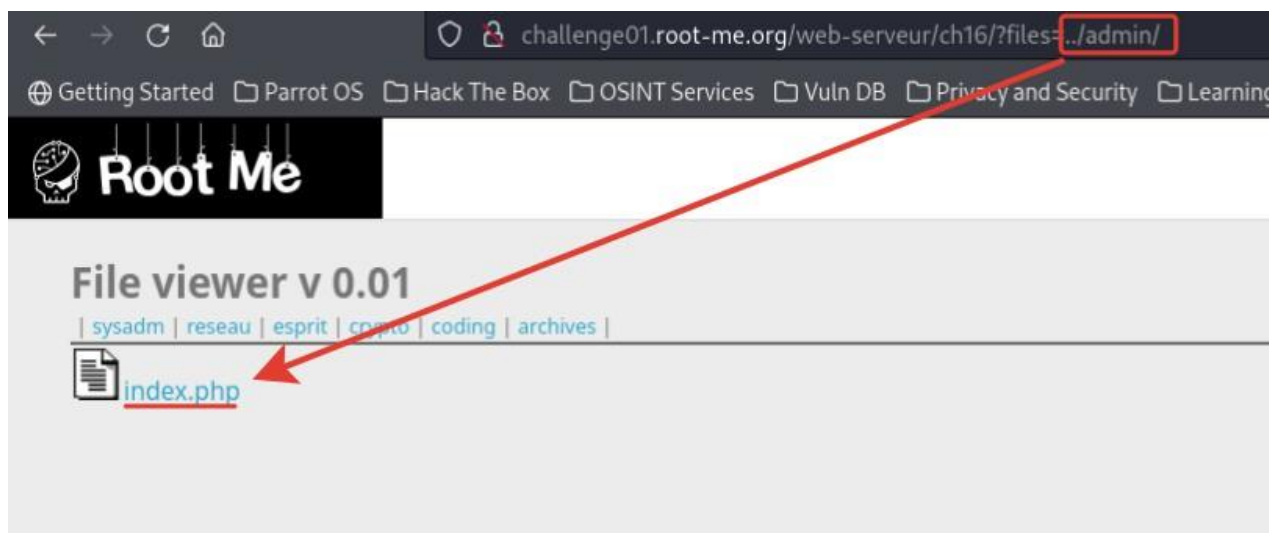 challenge01.root-me.org/web-serveur/ch16/?files=../admin/
Getting Started Parrot OS Hack The Box OSINT Services Vuln DB Privacy and Security Learning
Root Me
File viewer v 0.01
| sysadm | reseau | esprit | crypto | coding | archives |
index.php